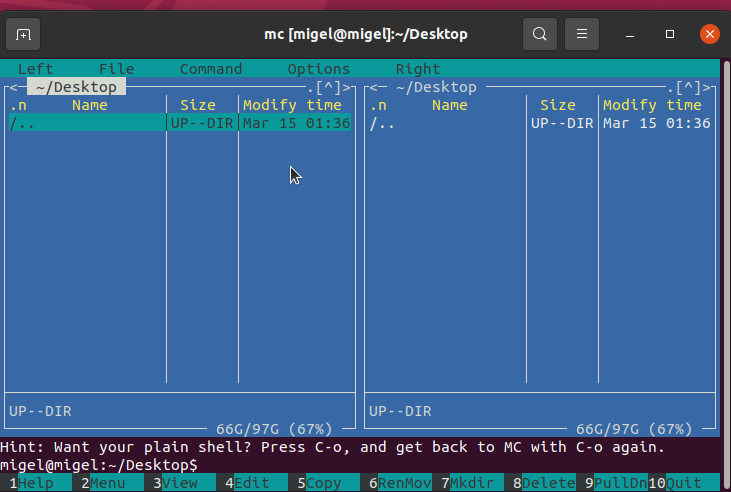 mc [migel@migel]:~/Desktop
Left File Command Options Right
<─ ~/Desktop ─.[^]>
<─ ~/Desktop ─.[^]>
.n Name Size Modify time
.n Name Size Modify time
/.. UP--DIR Mar 15 01:36
/.. UP--DIR Mar 15 01:36
UP--DIR
UP--DIR
66G/97G (67%)
66G/97G (67%)
Hint: Want your plain shell? Press C-o, and get back to MC with C-o again.
migel@migel:~/Desktop$
1Help 2Menu 3View 4Edit 5Copy 6RenMov 7Mkdir 8Delete 9PullDn 10Quit